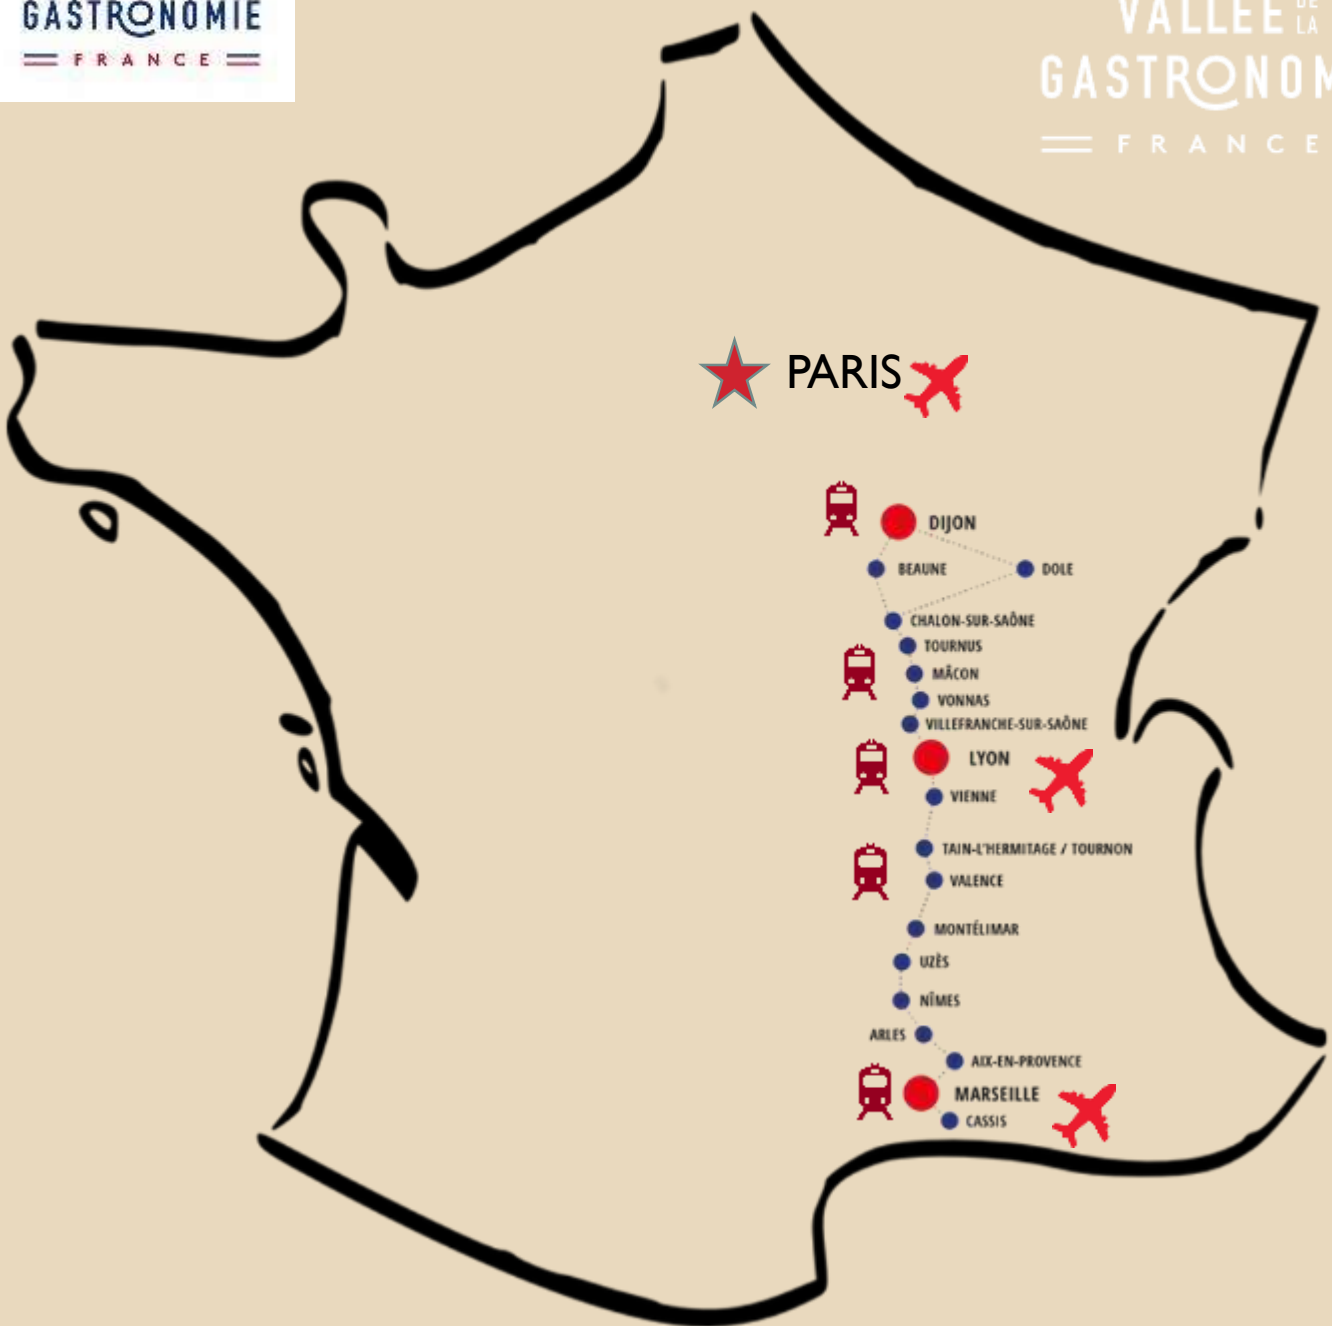 GASTRONOMIE
FRANCE
VALLÉE DE LA
GASTRONOM
FRANCE
PARIS
DIJON
BEAUNE
DOLE
CHALON-SUR-SAÔNE
TOURNUS
MÂCON
VONNAS
VILLEFRANCHE-SUR-SAÔNE
LYON
VIENNE
TAIN-L'HERMITAGE / TOURNON
VALENCE
MONTÉLIMAR
UZÈS
NÎMES
ARLES
AIX-EN-PROVENCE
MARSEILLE
CASSIS